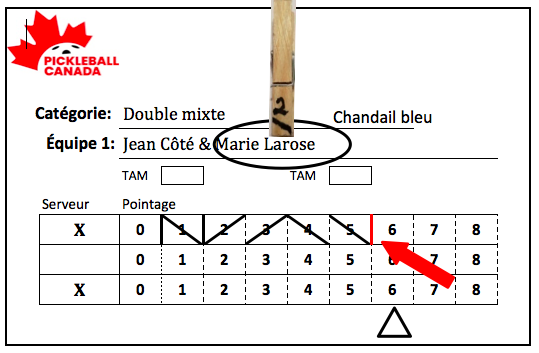 PICKLEBALL
CANADA
2
Catégorie: Double mixte Chandail bleu
Équipe 1: Jean Côté & Marie Larose
TAM TAM
Serveur Pointage
X 0 1 2 3 4 5 6 7 8
0 1 2 3 4 5 6 7 8
X 0 1 2 3 4 5 6 7 8